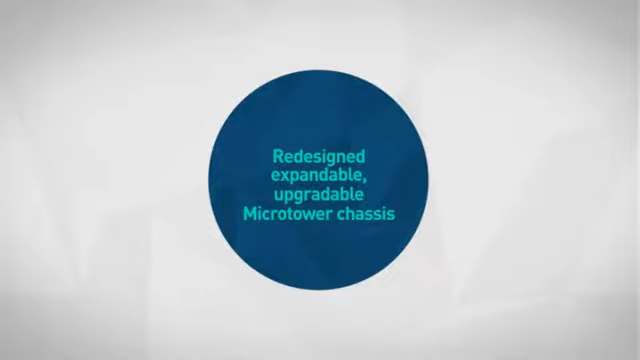 Redesigned
expandable,
upgradable
Microtower chassis